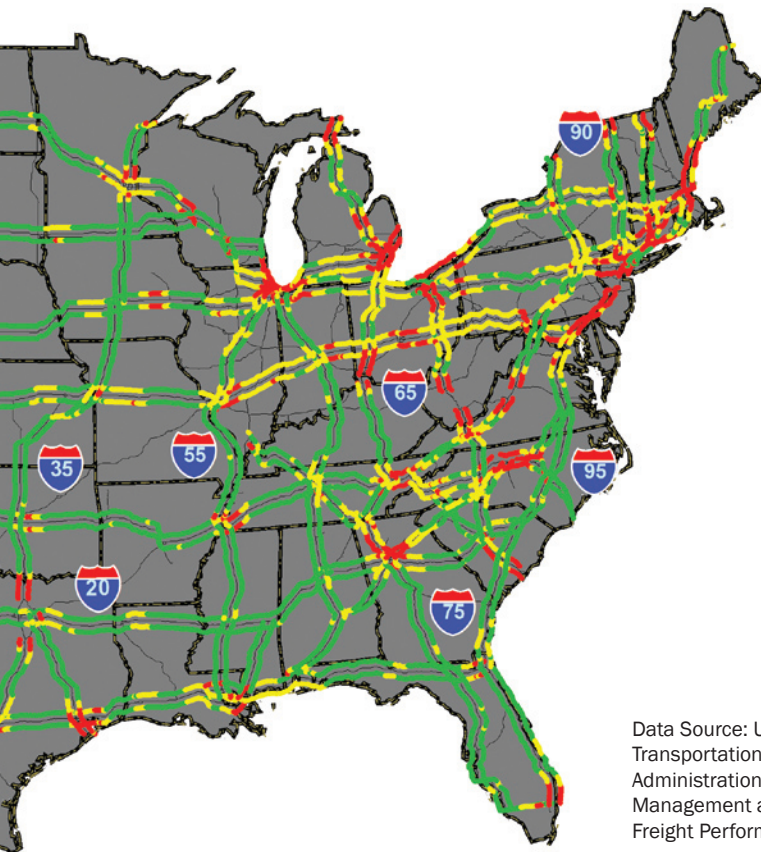 90
65
55
35
95
20
75
Data Source: U
Transportation
Administration
Management a
Freight Perform